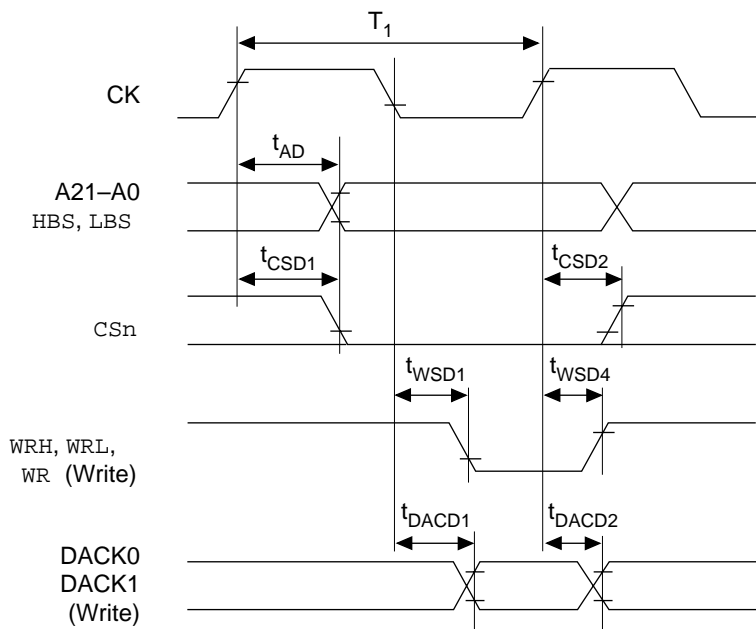 T1
CK
tAD
A21–A0
HBS, LBS
tCSD1 tCSD2
CSn
tWSD1 tWSD4
WRH, WRL,
WR (Write)
tDACD1 tDACD2
DACK0
DACK1
(Write)